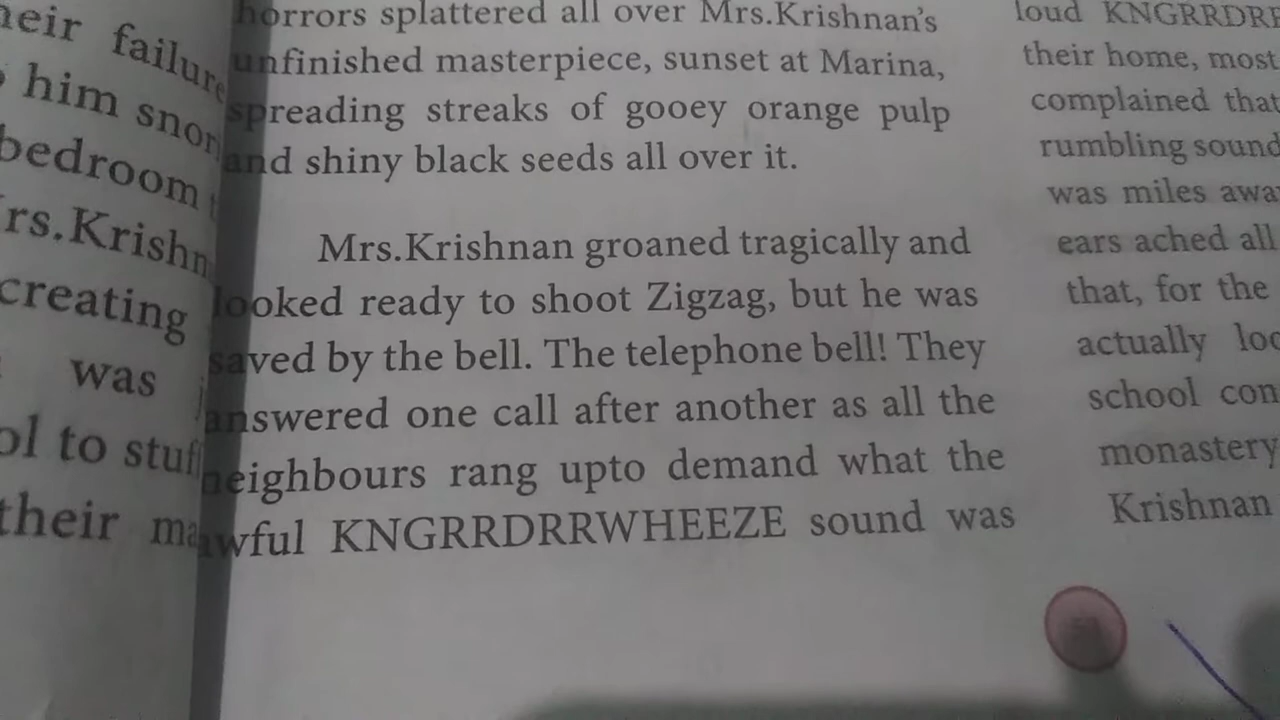 heir failure
him snor
bedroom
rs.Krishn
creating
was
ol to stuf
their ma
horrors splattered all over Mrs.Krishnan's
unfinished masterpiece, sunset at Marina,
spreading streaks of gooey orange pulp
and shiny black seeds all over it.
Mrs.Krishnan groaned tragically and
looked ready to shoot Zigzag, but he was
saved by the bell. The telephone bell! They
answered one call after another as all the
neighbours rang upto demand what the
awful KNGRRDRRWHEEZE sound was
loud KNGRRDRR
their home, most
complained that
rumbling sound
was miles awa
ears ached all
that, for the
actually loc
school con
monastery
Krishnan